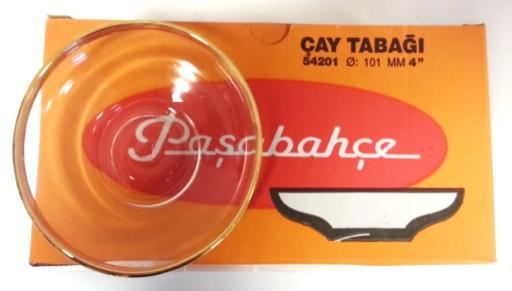 ÇAY TABAĞI
54201 Ø: 101 MM 4"
Paşabahçe